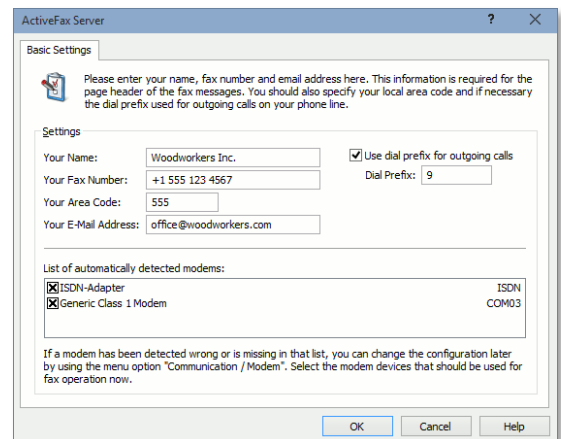 ActiveFax Server ?
Basic Settings
Please enter your name, fax number and email address here. This information is required for the
page header of the fax messages. You should also specify your local area code and if necessary
the dial prefix used for outgoing calls on your phone line.
Settings
Your Name: Woodworkers Inc. Use dial prefix for outgoing calls
Your Fax Number: +1 555 123 4567 Dial Prefix: 9
Your Area Code: 555
Your E-Mail Address: office@woodworkers.com
List of automatically detected modems:
ISDN-Adapter ISDN
Generic Class 1 Modem COM03
If a modem has been detected wrong or is missing in that list, you can change the configuration later
by using the menu option "Communication / Modem". Select the modem devices that should be used for
fax operation now.
OK Cancel Help